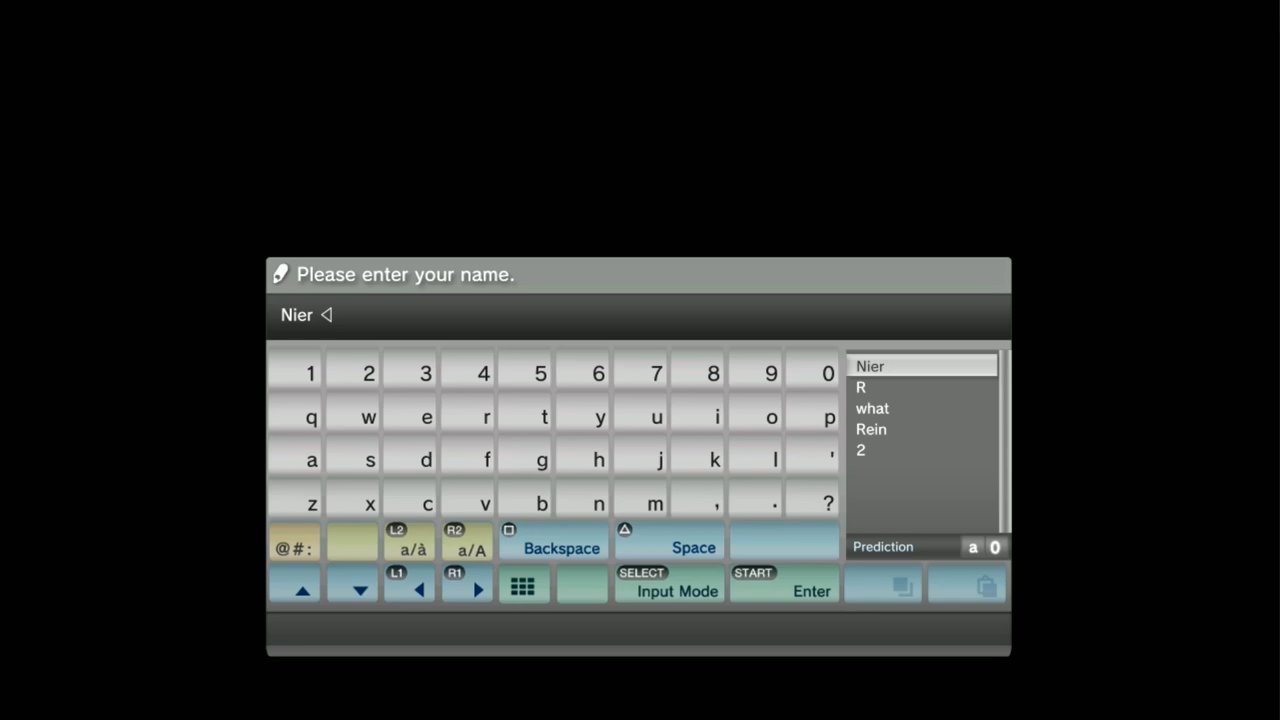 Please enter your name.
Nier
1 2 3 4 5 6 7 8 9 0
q w e r t y u i o p
a s d f g h j k l '
z x c v b n m , . ?
@#: L2 a/à R2 a/A Backspace Space
L1 R1 SELECT Input Mode START Enter
Nier
R
what
Rein
2
Prediction a 0